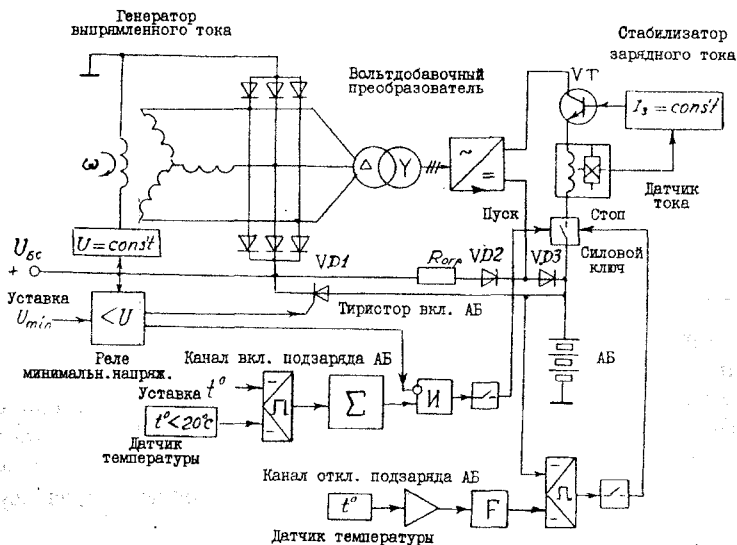 Генератор
выпрямленного тока
Стабилизатор
зарядного тока
Вольтдобавочный
преобразователь
VT
I₃ = const
ω
Δ
Y
~
=
Датчик
тока
Пуск
Стоп
U = const
Uбс
+
Rогр
VD2
VD3
Силовой
ключ
VD1
Уставка
Umin
< U
Тиристор вкл. АБ
АБ
Реле
минимальн.напряж.
Канал вкл. подзаряда АБ
Уставка t°
t°<20°c
Σ
И
Датчик
температуры
Канал откл. подзаряда АБ
t°
F
Датчик температуры